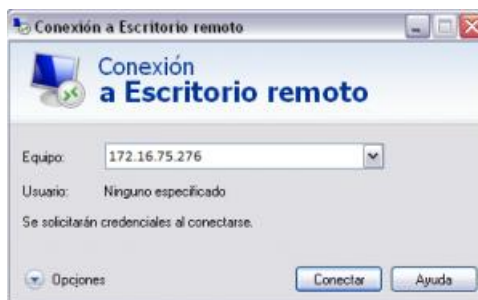 Conexión a Escritorio remoto
Conexión
a Escritorio remoto
Equipo: 172.16.75.276
Usuario: Ninguno especificado
Se solicitarán credenciales al conectarse.
Opciones Conectar Ayuda